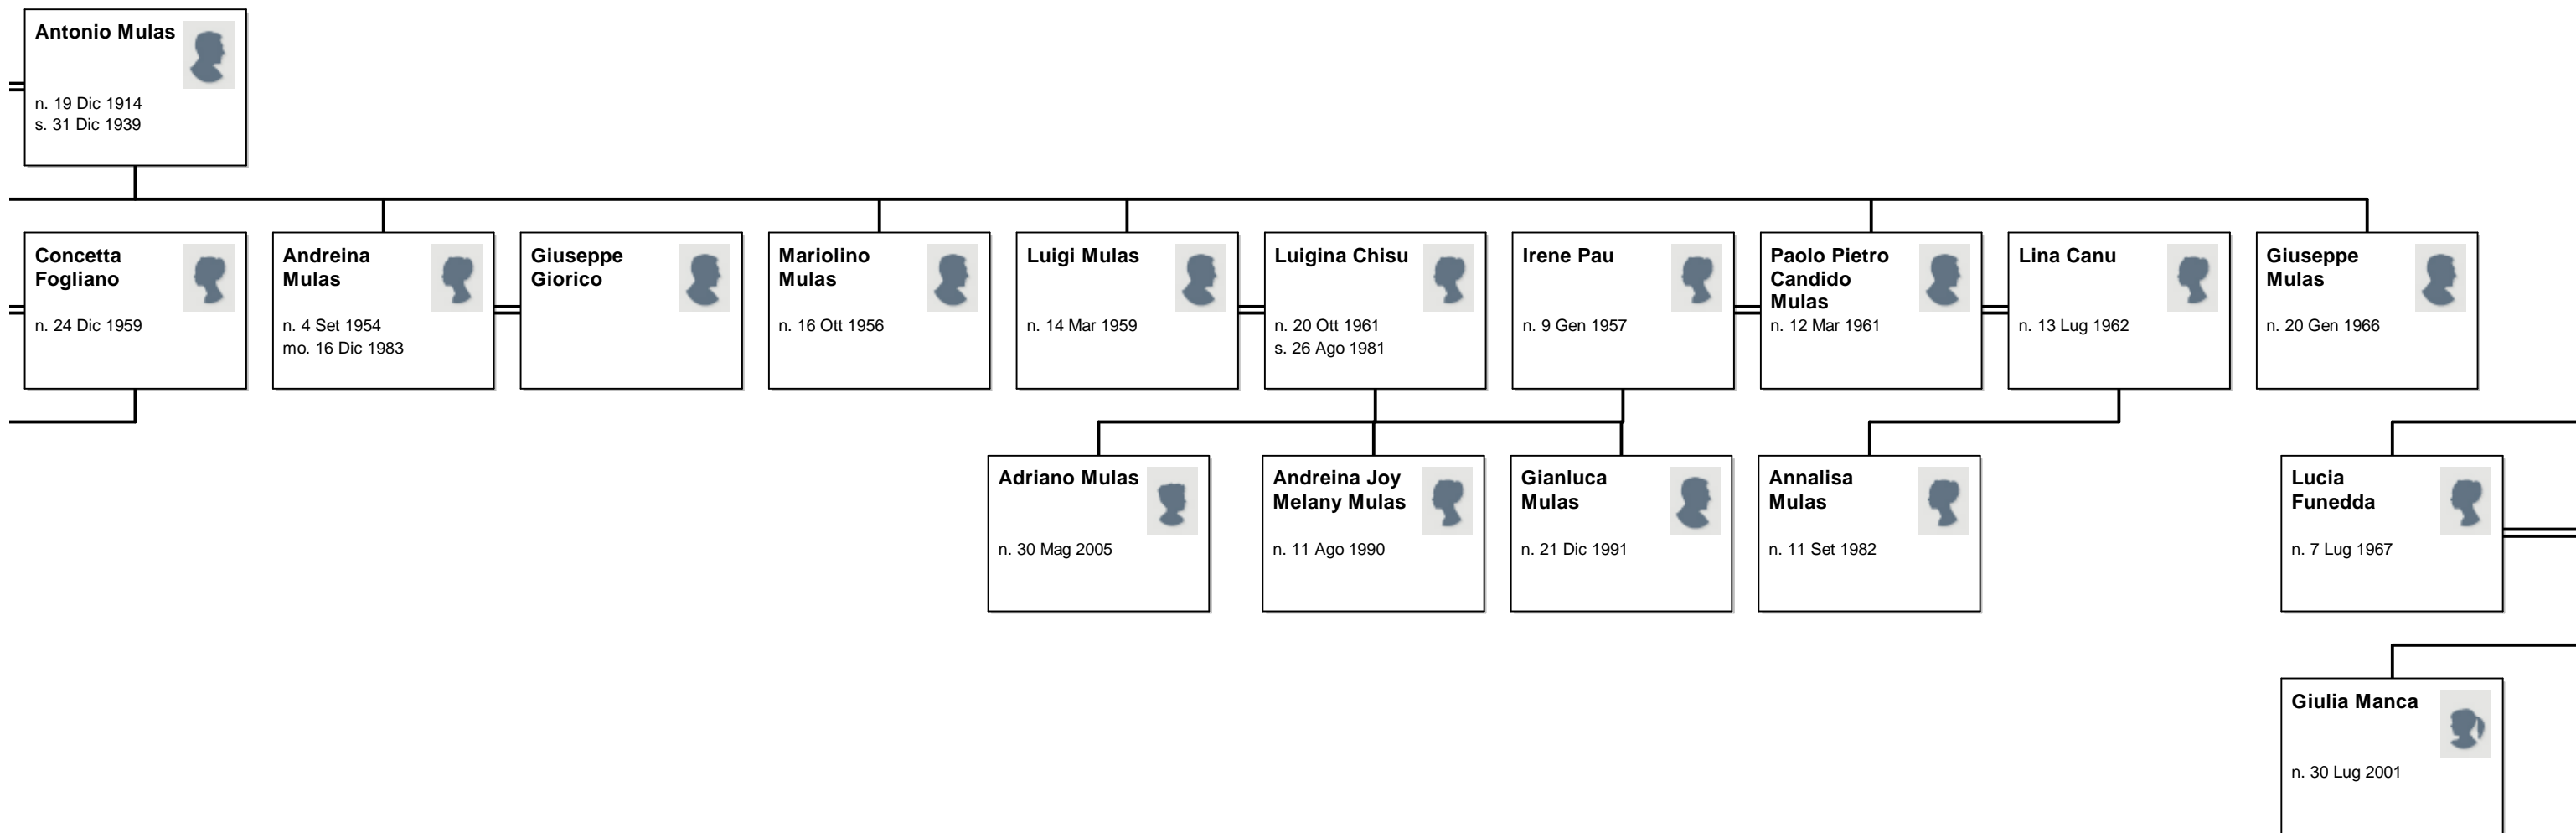 Antonio Mulas
n. 19 Dic 1914
s. 31 Dic 1939
Concetta
Fogliano
n. 24 Dic 1959
Andreina
Mulas
n. 4 Set 1954
mo. 16 Dic 1983
Giuseppe
Giorico
Mariolino
Mulas
n. 16 Ott 1956
Luigi Mulas
n. 14 Mar 1959
Luigina Chisu
n. 20 Ott 1961
s. 26 Ago 1981
Irene Pau
n. 9 Gen 1957
Paolo Pietro
Candido
Mulas
n. 12 Mar 1961
Lina Canu
n. 13 Lug 1962
Giuseppe
Mulas
n. 20 Gen 1966
Adriano Mulas
n. 30 Mag 2005
Andreina Joy
Melany Mulas
n. 11 Ago 1990
Gianluca
Mulas
n. 21 Dic 1991
Annalisa
Mulas
n. 11 Set 1982
Lucia
Funedda
n. 7 Lug 1967
Giulia Manca
n. 30 Lug 2001